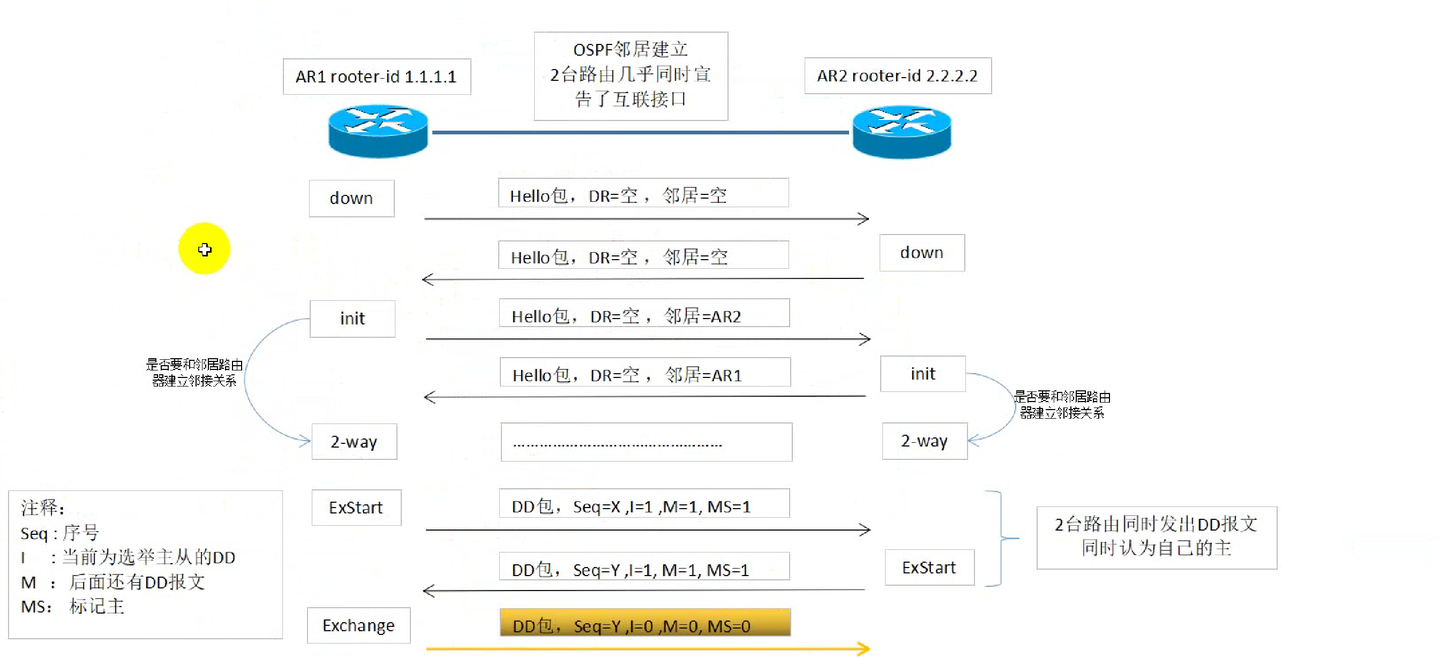 OSPF邻居建立
2台路由几乎同时宣
告了互联接口
AR1 rooter-id 1.1.1.1
AR2 rooter-id 2.2.2.2
down
Hello包，DR=空 ，邻居=空
Hello包，DR=空 ，邻居=空
down
init
Hello包，DR=空 ，邻居=AR2
是否要和邻居路由
器建立邻接关系
Hello包，DR=空 ，邻居=AR1
init
是否要和邻居路由
器建立邻接关系
2-way
………………………………………
2-way
注释：
Seq : 序号
I : 当前为选举主从的DD
M ： 后面还有DD报文
MS： 标记主
ExStart
DD包，Seq=X ,I=1 ,M=1, MS=1
2台路由同时发出DD报文
同时认为自己的主
DD包，Seq=Y ,I=1, M=1, MS=1
ExStart
Exchange
DD包，Seq=Y ,I=0 ,M=0, MS=0